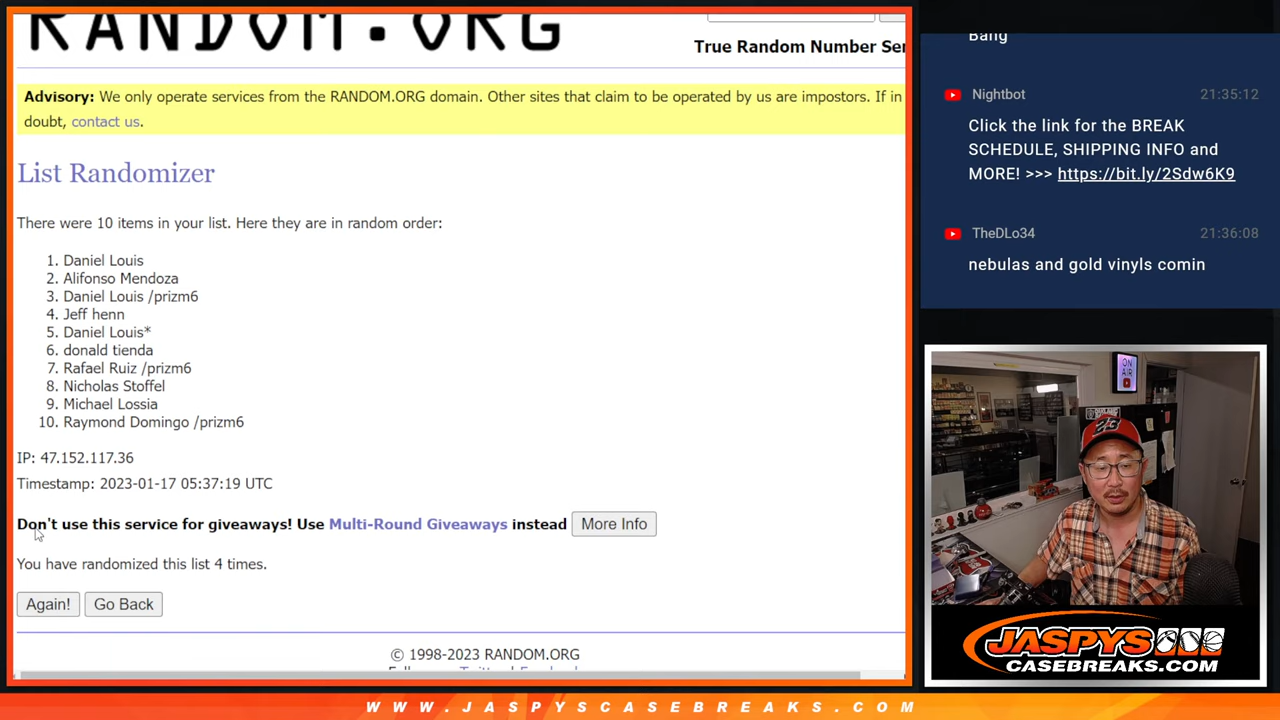 RANDOM.ORG
True Random Number Ser
Advisory: We only operate services from the RANDOM.ORG domain. Other sites that claim to be operated by us are impostors. If in
doubt, contact us.
List Randomizer
There were 10 items in your list. Here they are in random order:
1. Daniel Louis
2. Alifonso Mendoza
3. Daniel Louis /prizm6
4. Jeff henn
5. Daniel Louis*
6. donald tienda
7. Rafael Ruiz /prizm6
8. Nicholas Stoffel
9. Michael Lossia
10. Raymond Domingo /prizm6
IP: 47.152.117.36
Timestamp: 2023-01-17 05:37:19 UTC
Don't use this service for giveaways! Use Multi-Round Giveaways instead More Info
You have randomized this list 4 times.
Again! Go Back
© 1998-2023 RANDOM.ORG
Bang
Nightbot 21:35:12
Click the link for the BREAK
SCHEDULE, SHIPPING INFO and
MORE! >>> https://bit.ly/2Sdw6K9
TheDLo34 21:36:08
nebulas and gold vinyls comin
ON
AIR
23
JASPYS
CASEBREAKS.COM
WWW.JASPYSCASEBREAKS.COM